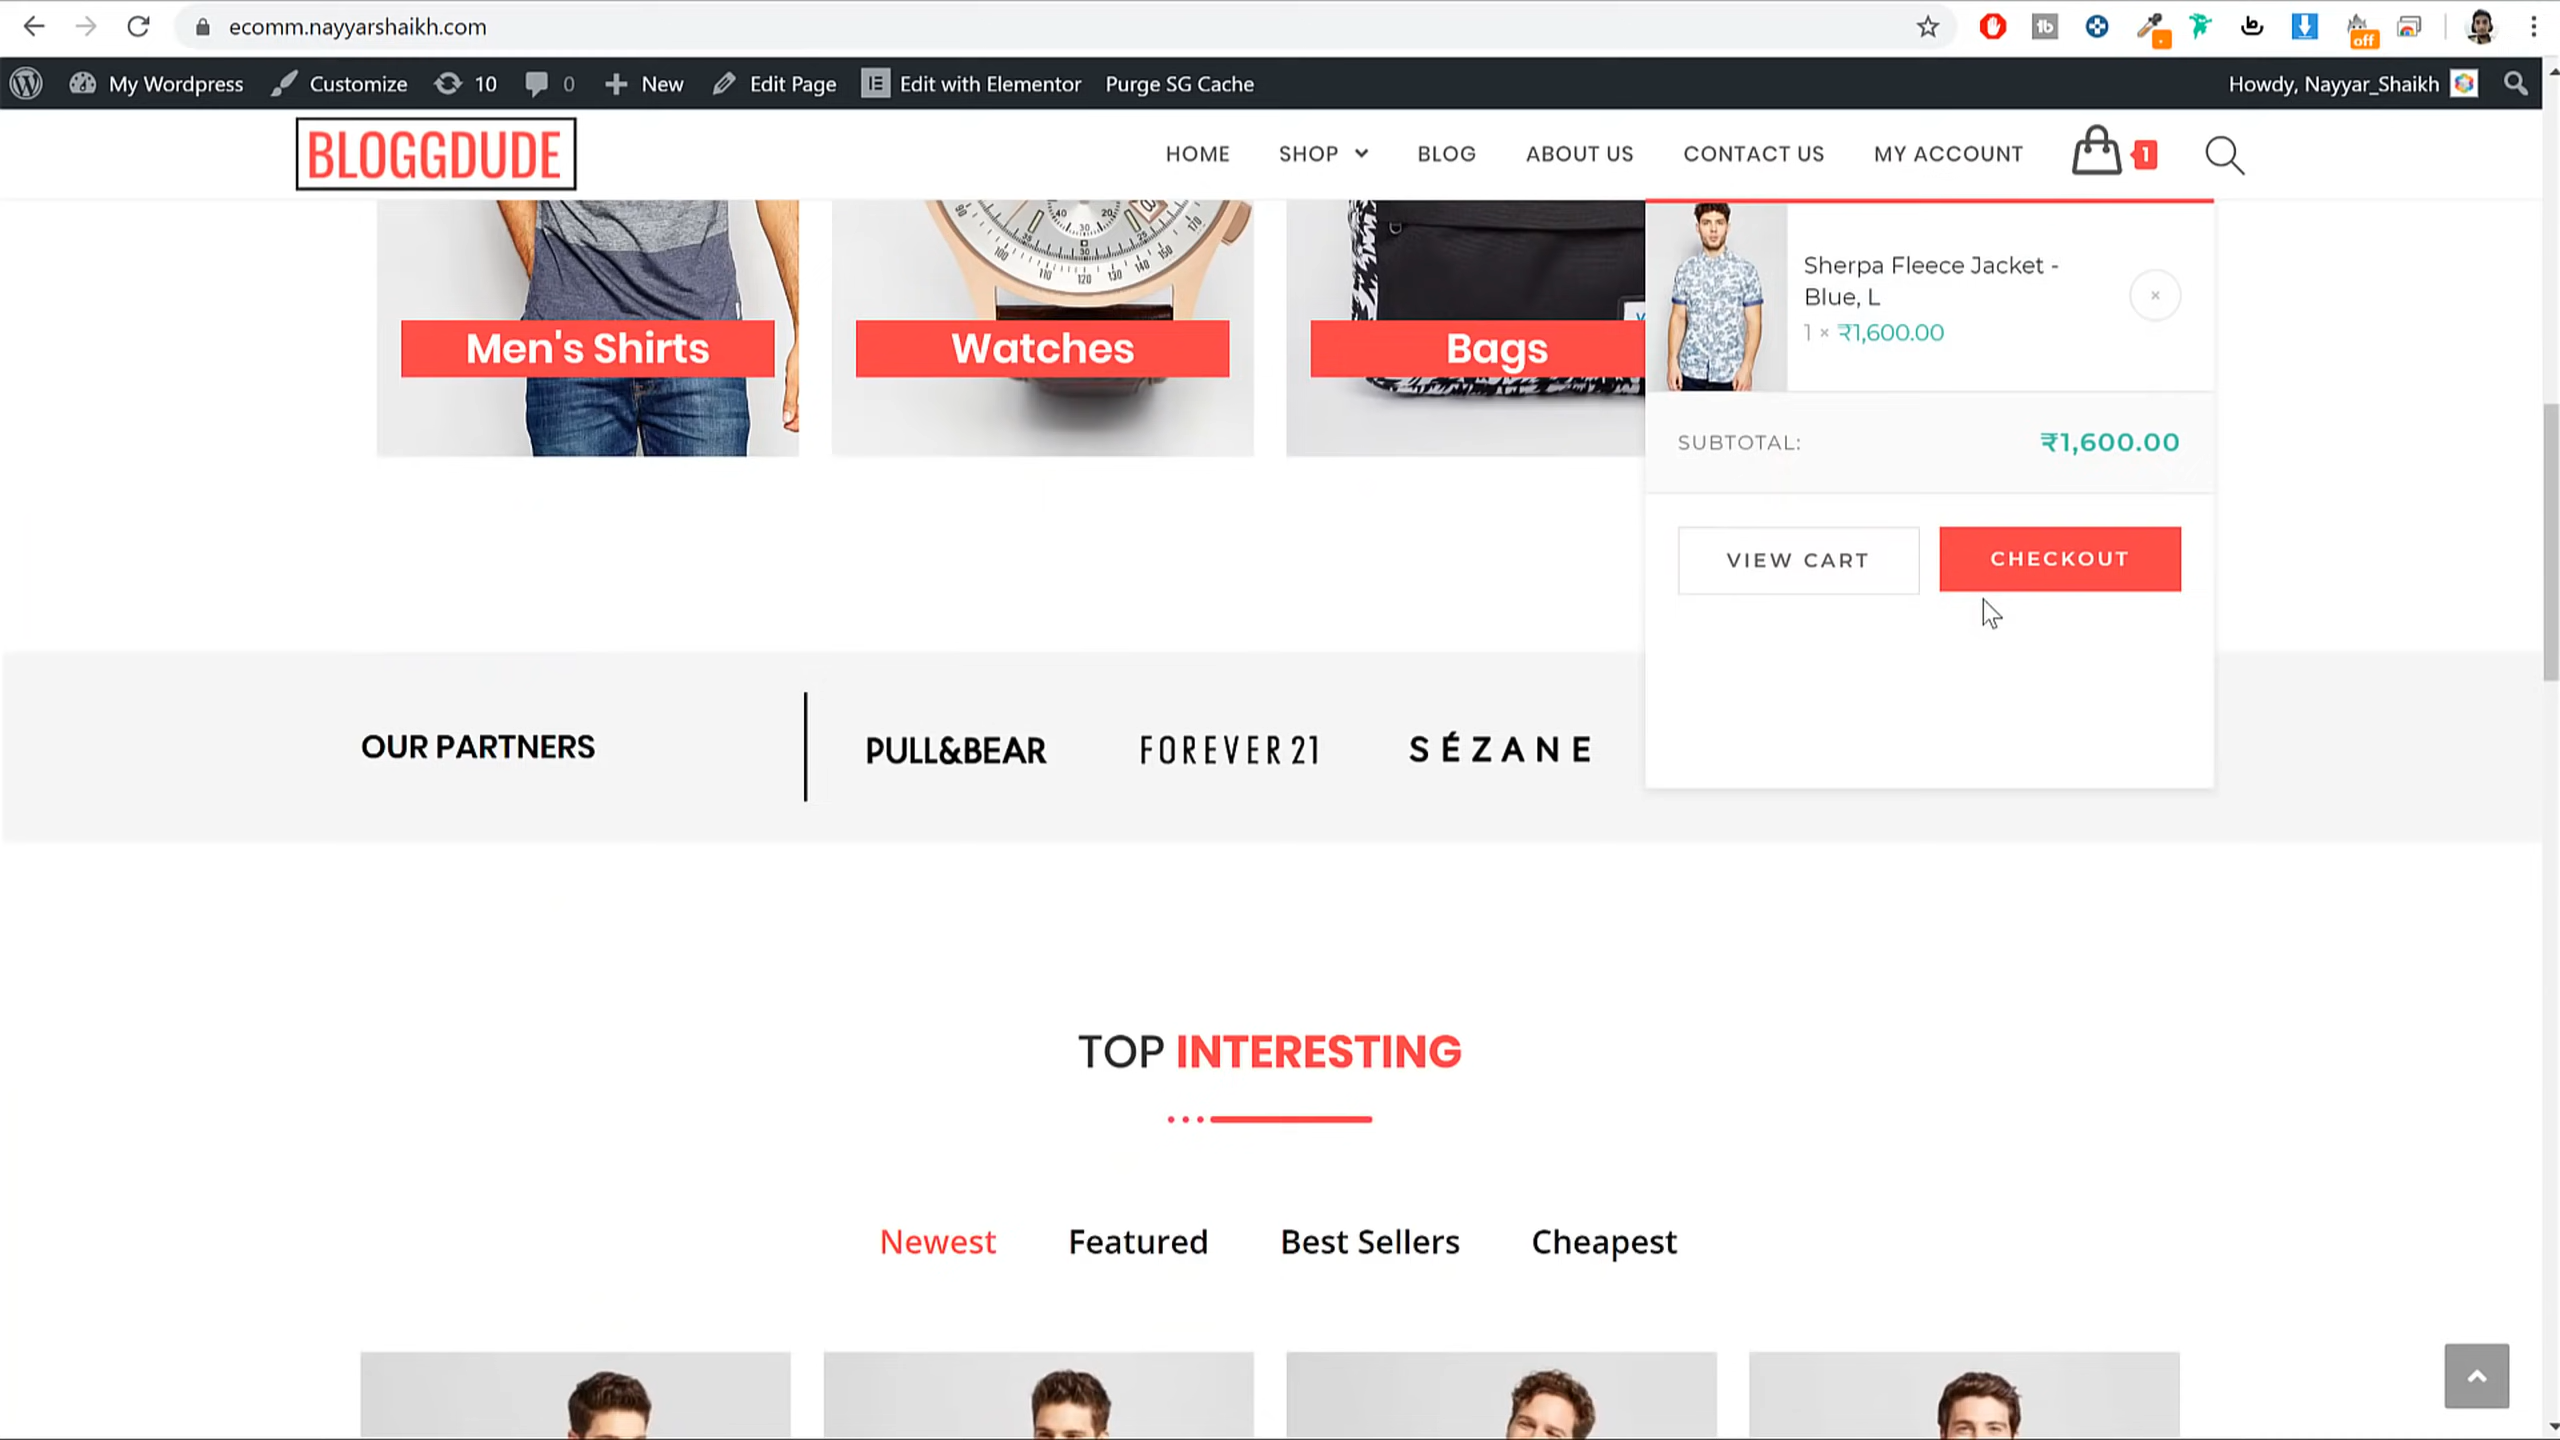 ecomm.nayyarshaikh.com
off
My Wordpress Customize 10 0 New Edit Page Edit with Elementor Purge SG Cache Howdy, Nayyar_Shaikh
BLOGGDUDE HOME SHOP BLOG ABOUT US CONTACT US MY ACCOUNT 1
Sherpa Fleece Jacket -
Blue, L
1 × ₹1,600.00
×
Men's Shirts Watches Bags
SUBTOTAL: ₹1,600.00
VIEW CART CHECKOUT
OUR PARTNERS PULL&BEAR FOREVER 21 SÉZANE
TOP INTERESTING
Newest Featured Best Sellers Cheapest